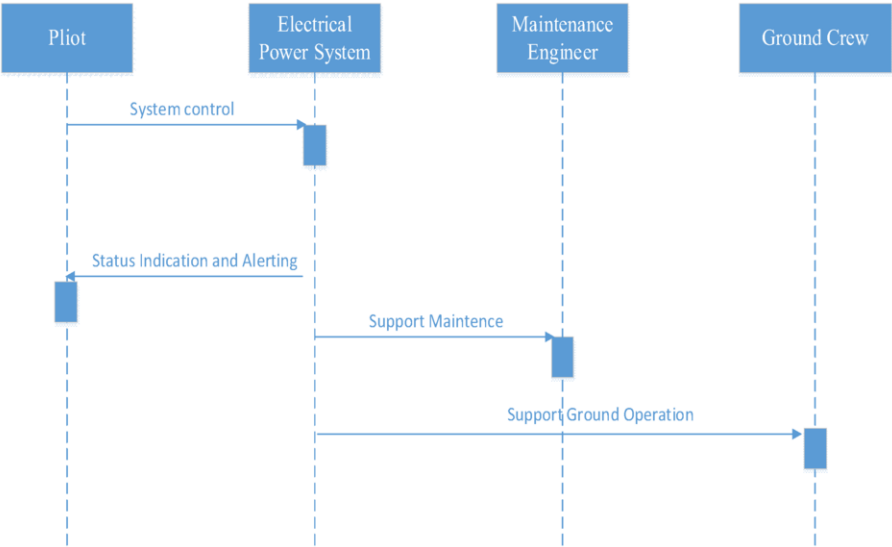 Pliot
Electrical
Power System
Maintenance
Engineer
Ground Crew
System control
Status Indication and Alerting
Support Maintence
Support Ground Operation